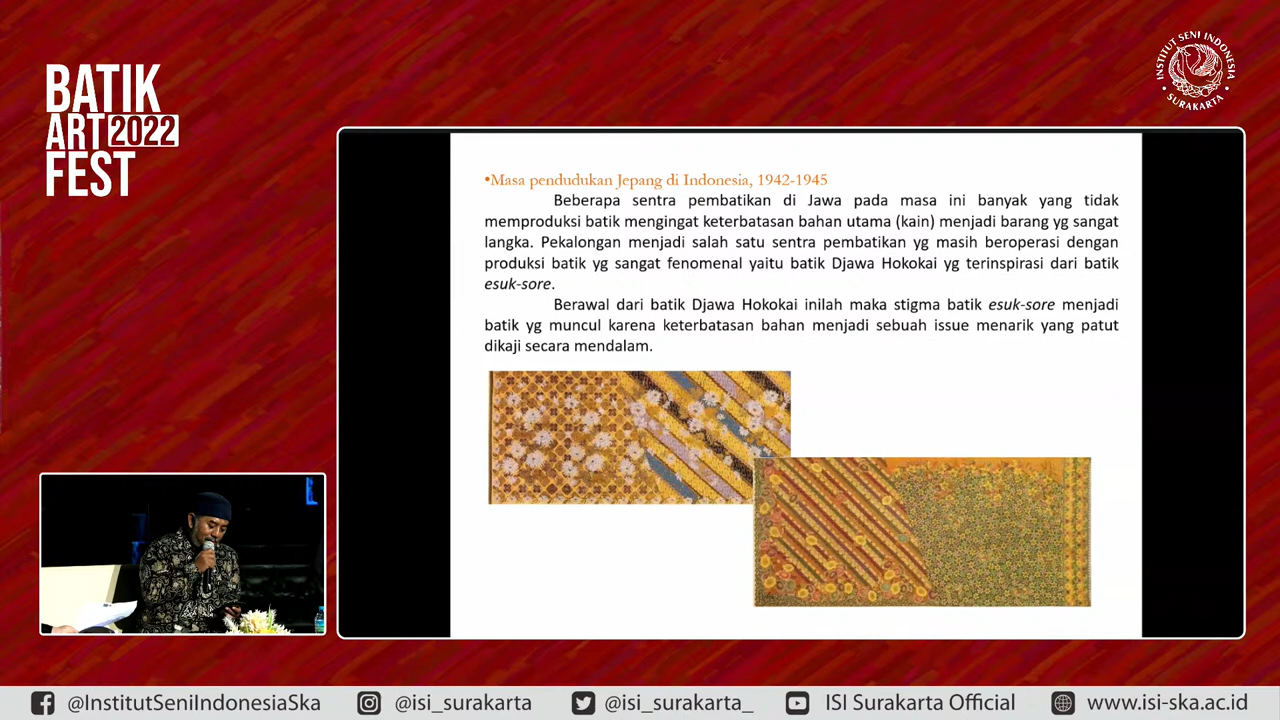 BATIK
ART 2022
FEST
INSTITUT SENI INDONESIA
• SURAKARTA •
•Masa pendudukan Jepang di Indonesia, 1942-1945
Beberapa sentra pembatikan di Jawa pada masa ini banyak yang tidak
memproduksi batik mengingat keterbatasan bahan utama (kain) menjadi barang yg sangat
langka. Pekalongan menjadi salah satu sentra pembatikan yg masih beroperasi dengan
produksi batik yg sangat fenomenal yaitu batik Djawa Hokokai yg terinspirasi dari batik
esuk-sore.
Berawal dari batik Djawa Hokokai inilah maka stigma batik esuk-sore menjadi
batik yg muncul karena keterbatasan bahan menjadi sebuah issue menarik yang patut
dikaji secara mendalam.
@InstitutSeniIndonesiaSka
@isi_surakarta
@isi_surakarta_
ISI Surakarta Official
www.isi-ska.ac.id